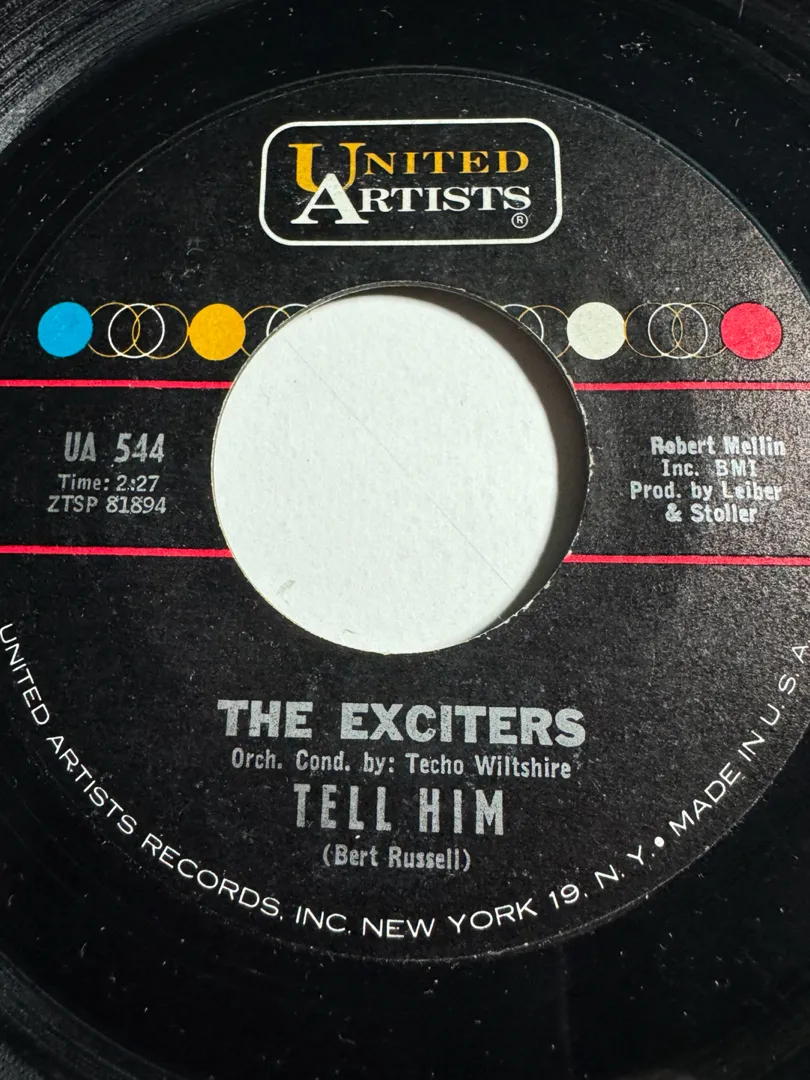 UNITED
ARTISTS
®
UA 544
Time: 2:27
ZTSP 81894
Robert Mellin
Inc. BMI
Prod. by Leiber
& Stoller
THE EXCITERS
Orch. Cond. by: Techo Wiltshire
TELL HIM
(Bert Russell)
UNITED ARTISTS RECORDS, INC. NEW YORK 19, N. Y. • MADE IN U. S. A.